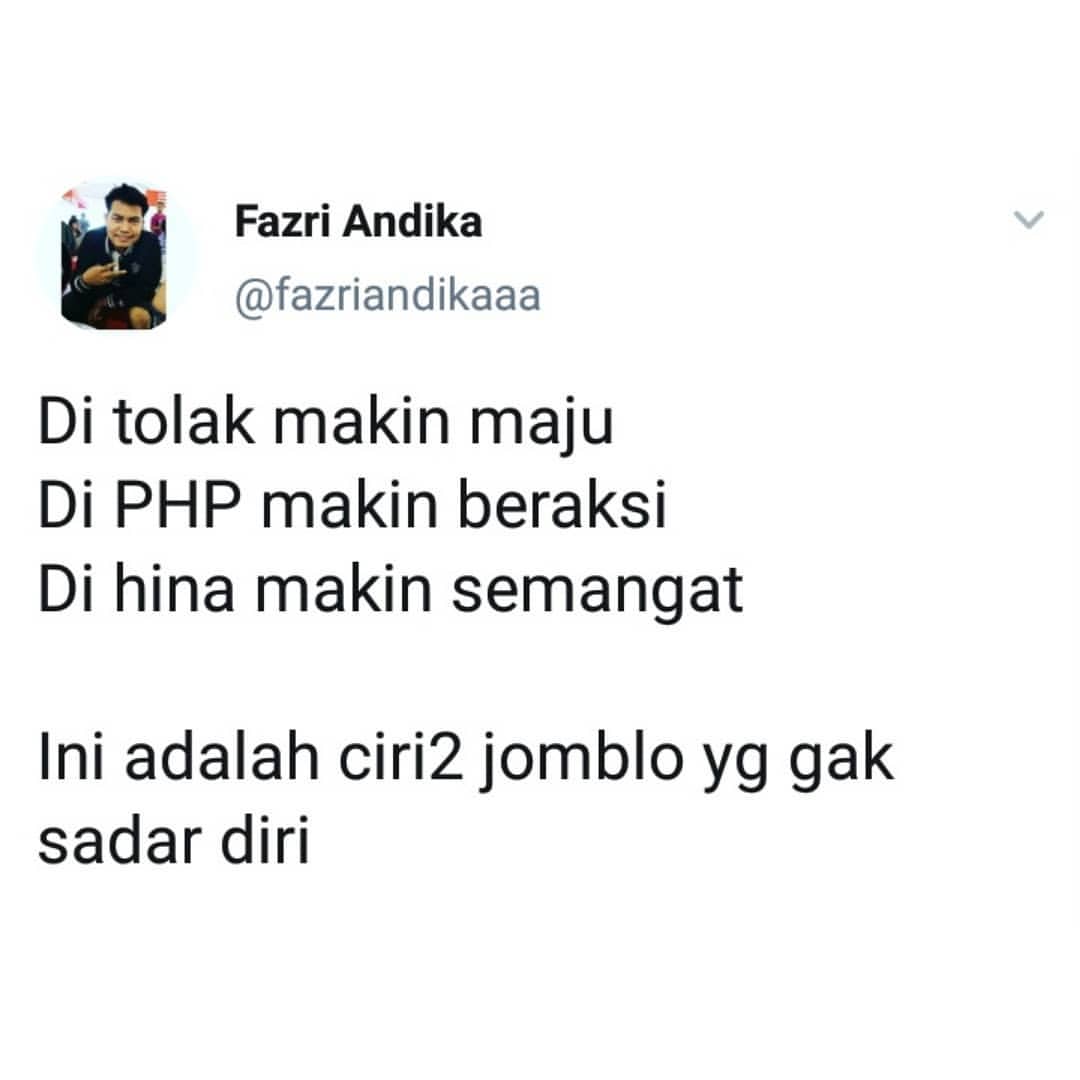 Fazri Andika
@fazriandikaaa
Di tolak makin maju
Di PHP makin beraksi
Di hina makin semangat
Ini adalah ciri2 jomblo yg gak
sadar diri